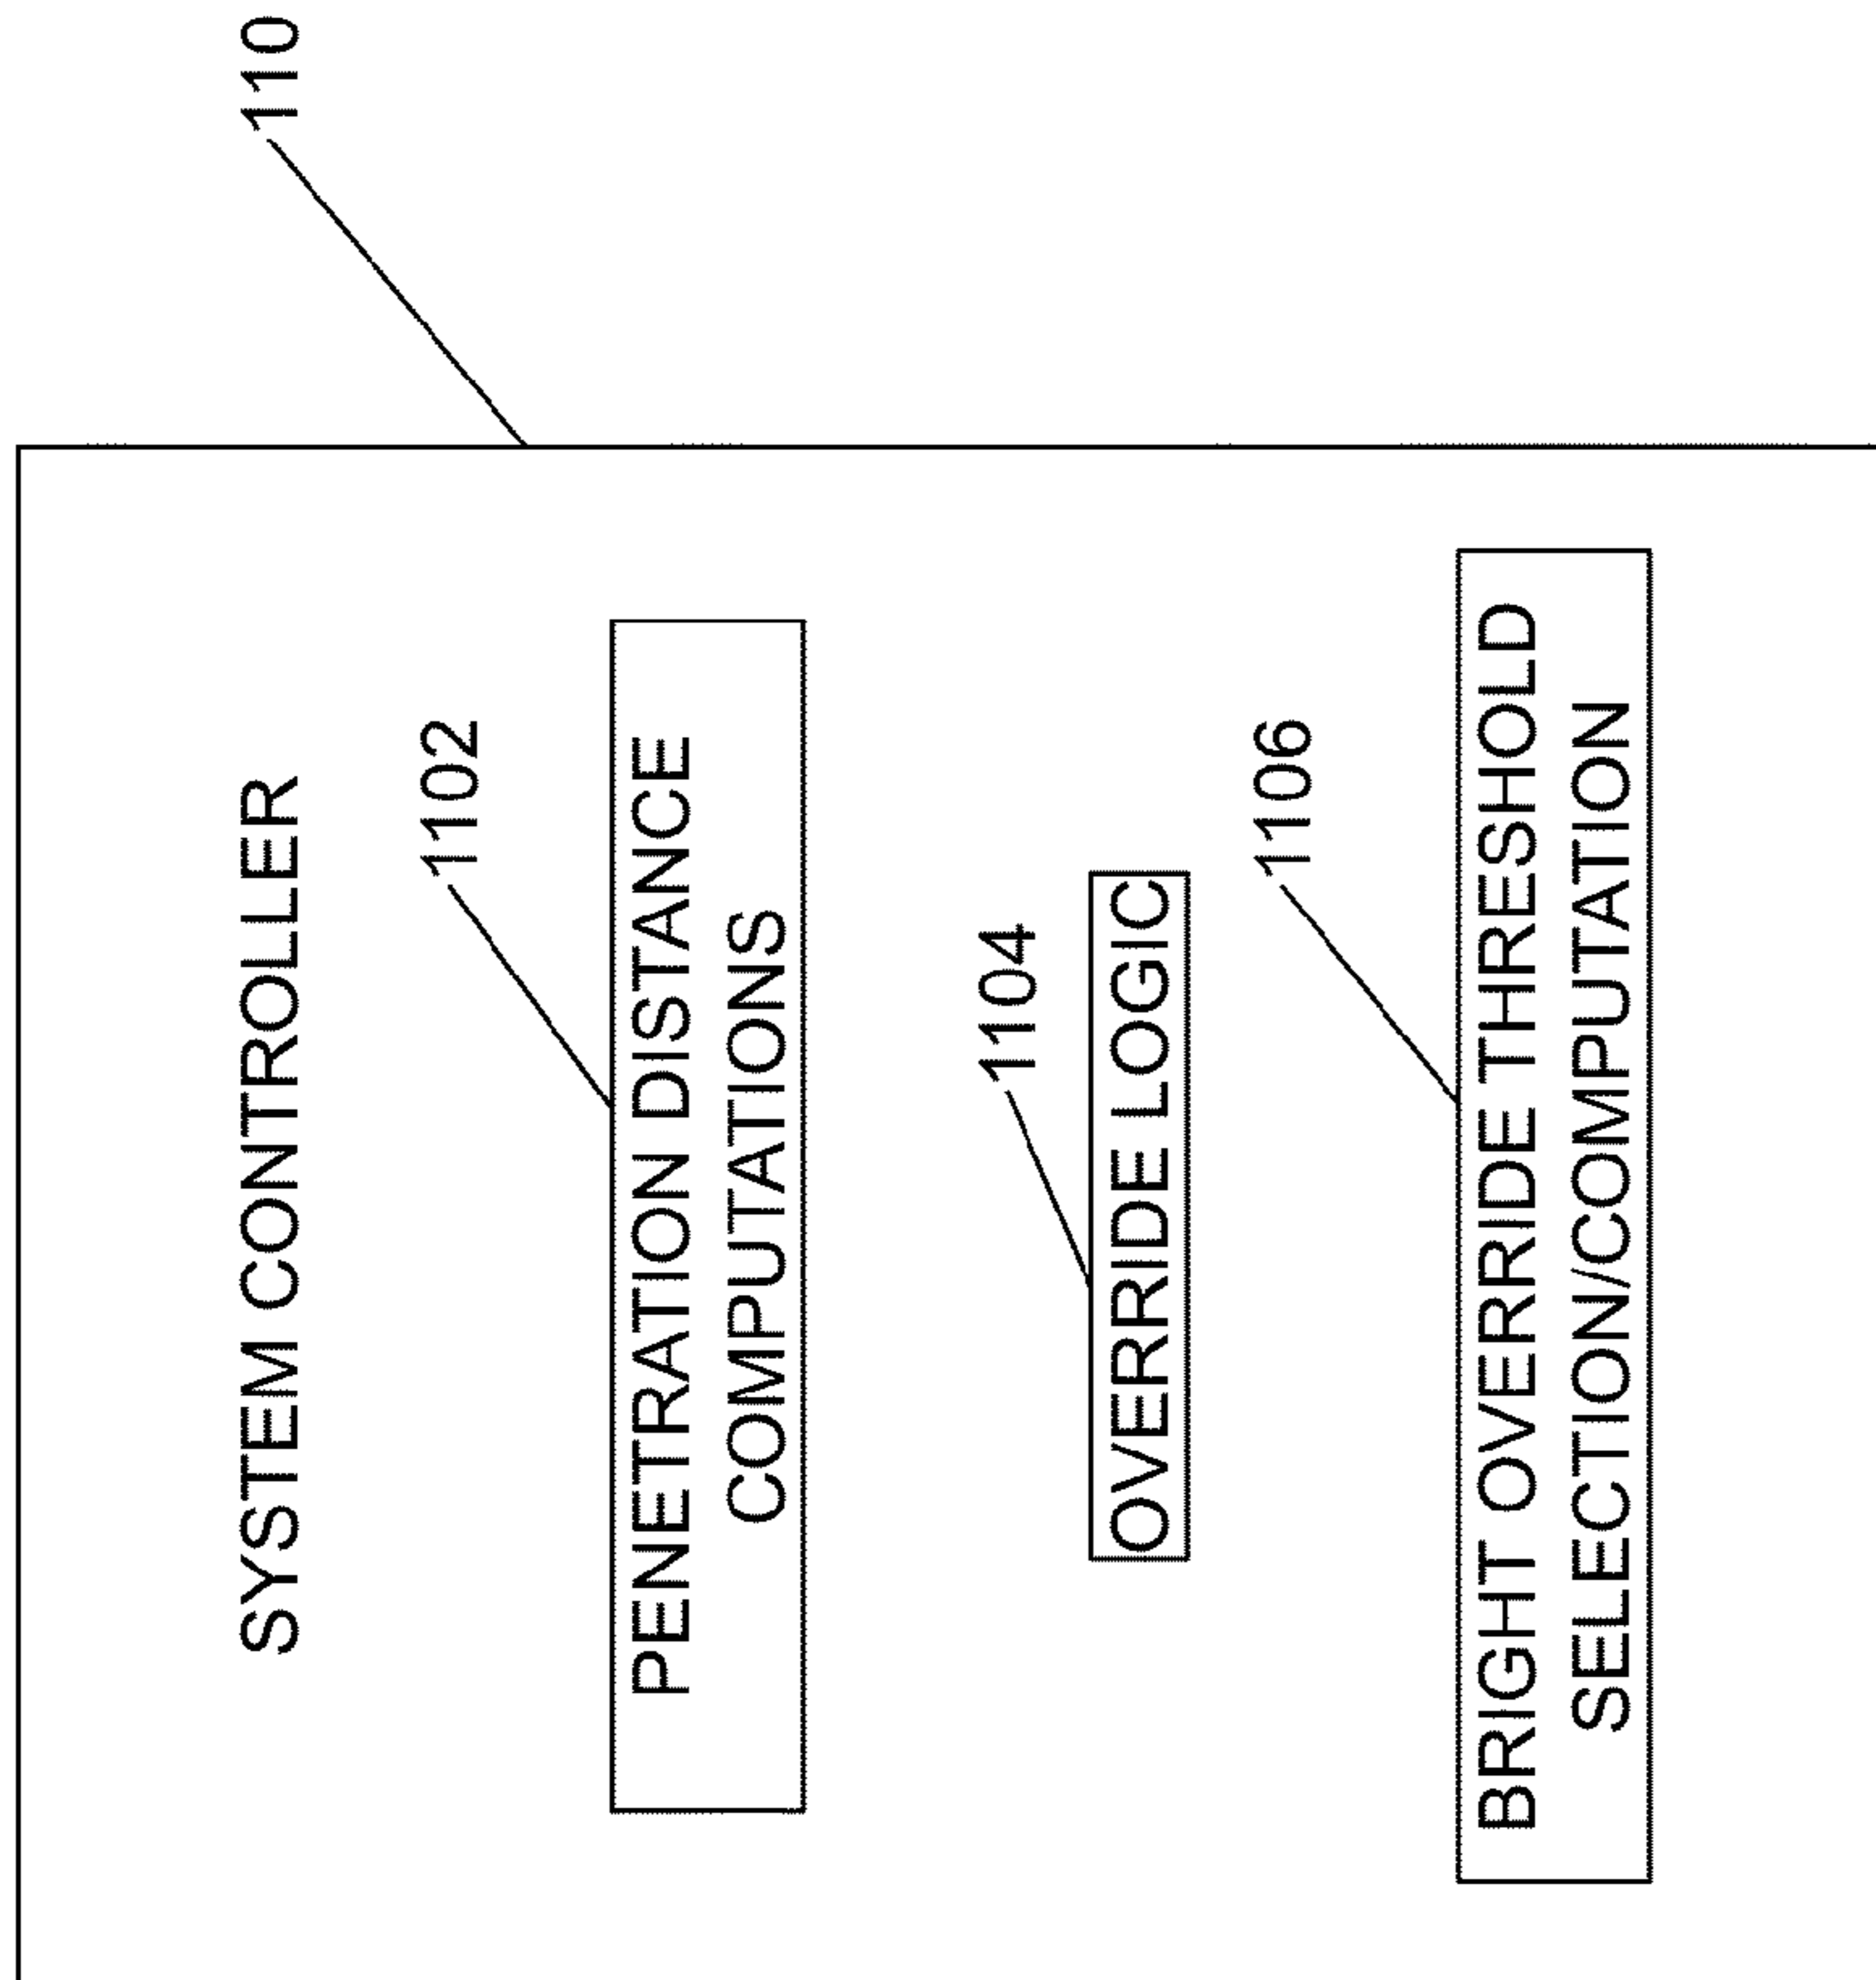 110
SYSTEM CONTROLLER
1102
PENETRATION DISTANCE
COMPUTATIONS
1104
OVERRIDE LOGIC
1106
BRIGHT OVERRIDE THRESHOLD
SELECTION/COMPUTATION